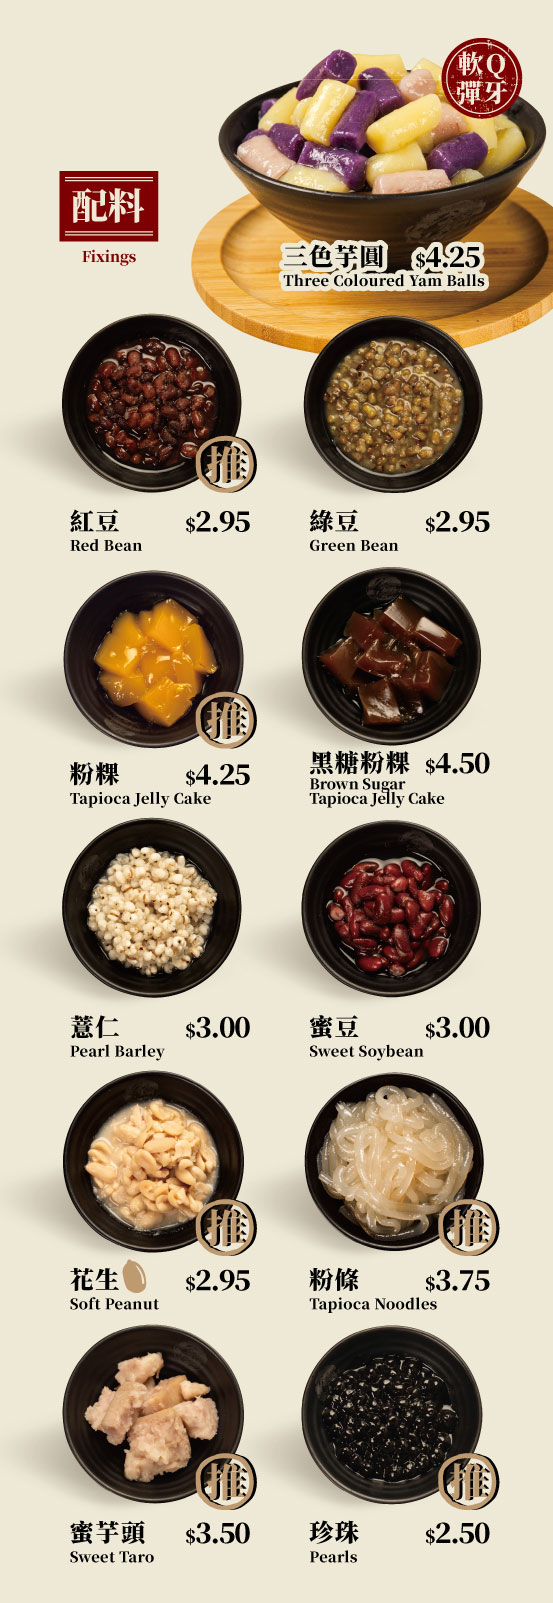 軟Q
彈牙
配料
Fixings
三色芋圓 $4.25
Three Coloured Yam Balls
推
紅豆 $2.95
Red Bean
綠豆 $2.95
Green Bean
推
粉粿 $4.25
Tapioca Jelly Cake
黑糖粉粿 $4.50
Brown Sugar
Tapioca Jelly Cake
薏仁 $3.00
Pearl Barley
蜜豆 $3.00
Sweet Soybean
推
推
花生 $2.95
Soft Peanut
粉條 $3.75
Tapioca Noodles
推
推
蜜芋頭 $3.50
Sweet Taro
珍珠 $2.50
Pearls